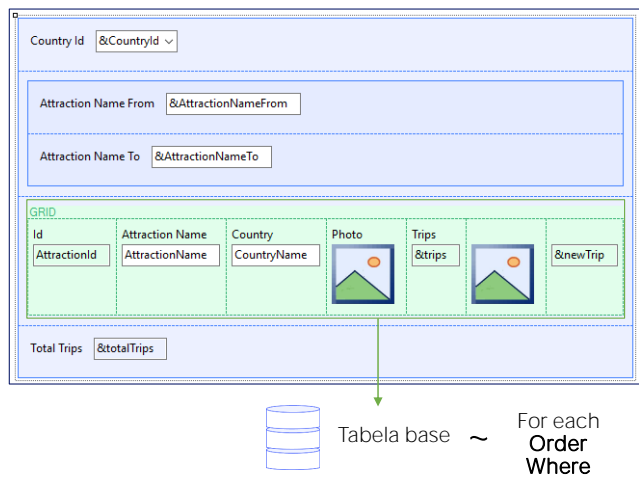 Country Id &CountryId
Attraction Name From &AttractionNameFrom
Attraction Name To &AttractionNameTo
GRID
Id Attraction Name Country Photo Trips
AttractionId AttractionName CountryName &trips &newTrip
Total Trips &totalTrips
Tabela base ~ For each
Order
Where